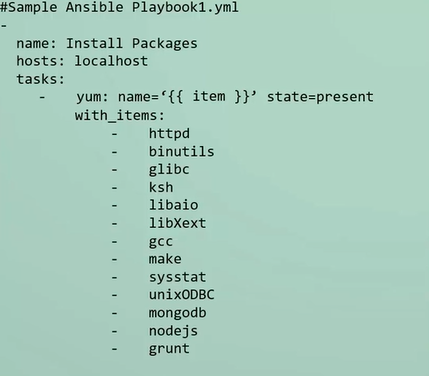 #Sample Ansible Playbook1.yml
-
name: Install Packages
hosts: localhost
tasks:
- yum: name=‘{{ item }}’ state=present
with_items:
- httpd
- binutils
- glibc
- ksh
- libaio
- libXext
- gcc
- make
- sysstat
- unixODBC
- mongodb
- nodejs
- grunt